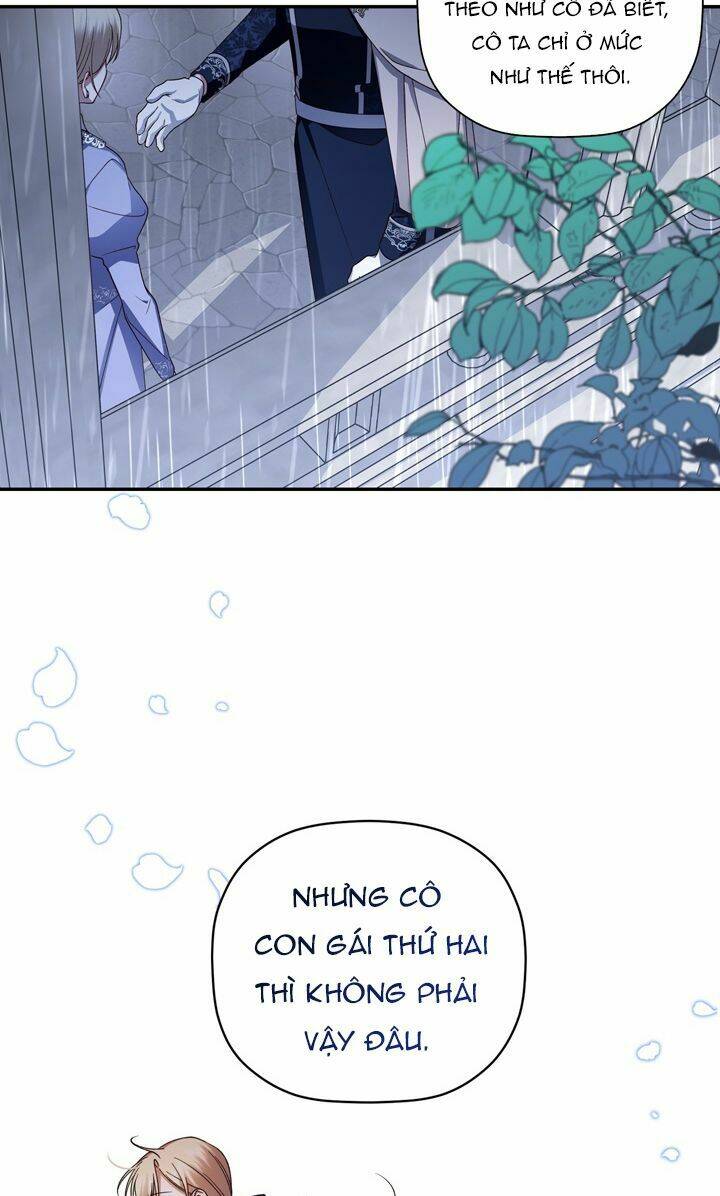 THEO NHƯ CÔ ĐÃ BIẾT,
CÔ TA CHỈ Ở MỨC
NHƯ THẾ THÔI.
NHƯNG CÔ
CON GÁI THỨ HAI
THÌ KHÔNG PHẢI
VẬY ĐÂU.